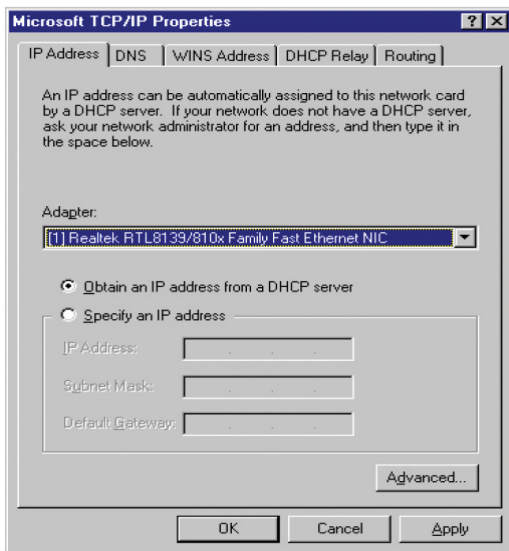 Microsoft TCP/IP Properties
IP Address DNS WINS Address DHCP Relay Routing
An IP address can be automatically assigned to this network card
by a DHCP server. If your network does not have a DHCP server,
ask your network administrator for an address, and then type it in
the space below.
Adapter:
[1] Realtek RTL8139/810x Family Fast Ethernet NIC
Obtain an IP address from a DHCP server
Specify an IP address
IP Address:
Subnet Mask:
Default Gateway:
Advanced...
OK Cancel Apply